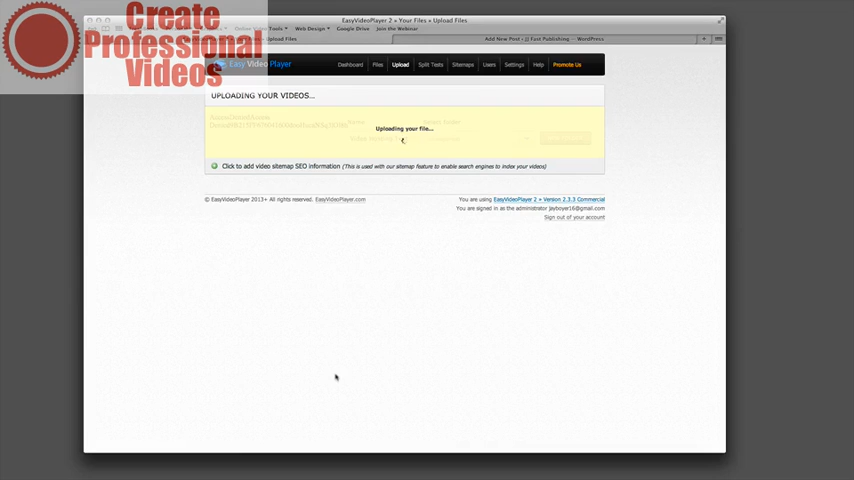 Create
Professional
Videos
EasyVideoPlayer 2 » Your Files » Upload Files
Online Video Tools
Web Design
Google Drive
Join the Webinar
Upload Files
Add New Post ‹ JJ Fast Publishing — WordPress
Easy Video Player
Dashboard
Files
Upload
Split Tests
Sitemaps
Users
Settings
Help
Promote Us
UPLOADING YOUR VIDEOS...
Uploading your file...
Click to add video sitemap SEO information (This is used with our sitemap feature to enable search engines to index your videos)
© EasyVideoPlayer 2013+ All rights reserved. EasyVideoPlayer.com
You are using EasyVideoPlayer 2 » Version 2.3.3 Commercial
You are signed in as the administrator jayboyer16@gmail.com
Sign out of your account